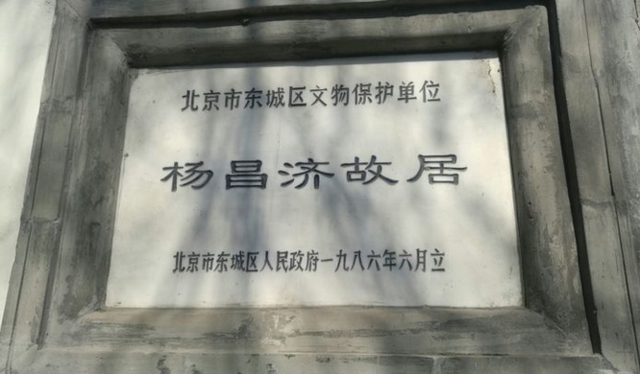 北京市东城区文物保护单位
杨昌济故居
北京市东城区人民政府一九八六年六月立